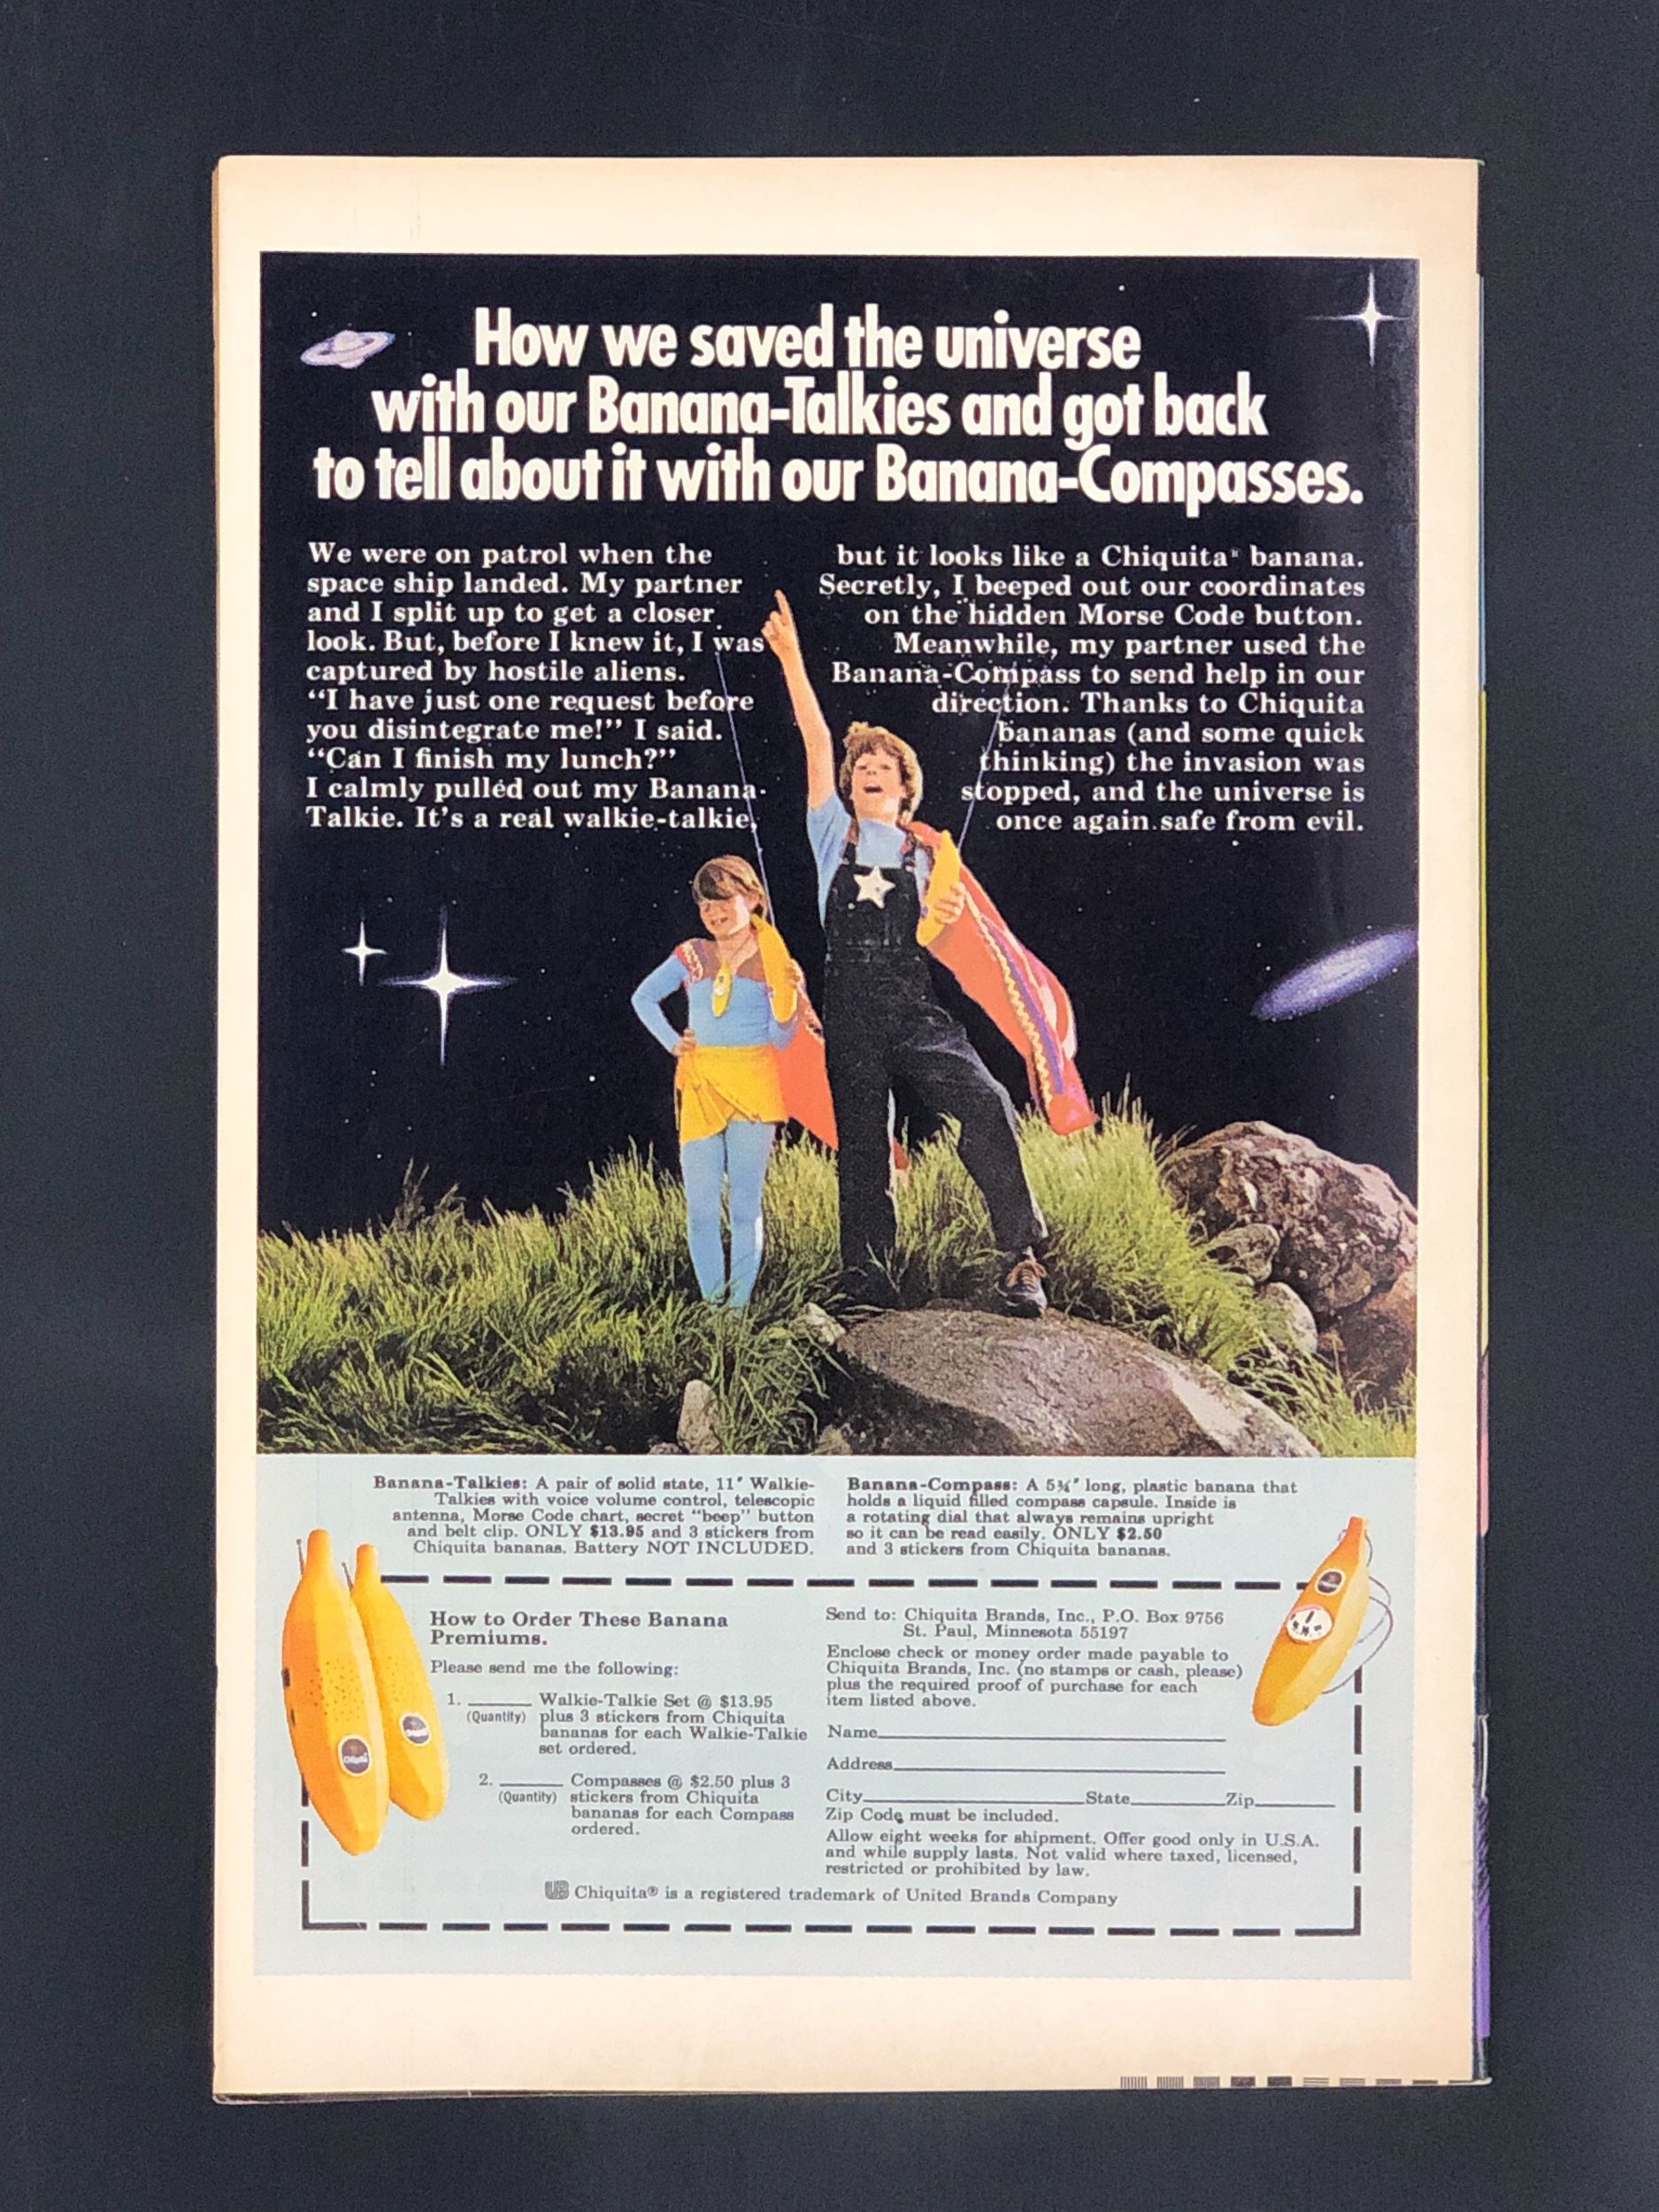 How we saved the universe
with our Banana-Talkies and got back
to tell about it with our Banana-Compasses.
We were on patrol when the
space ship landed. My partner
and I split up to get a closer
look. But, before I knew it, I was
captured by hostile aliens.
“I have just one request before
you disintegrate me!” I said.
“Can I finish my lunch?”
I calmly pulled out my Banana-
Talkie. It’s a real walkie-talkie,
but it looks like a Chiquita® banana.
Secretly, I beeped out our coordinates
on the hidden Morse Code button.
Meanwhile, my partner used the
Banana-Compass to send help in our
direction. Thanks to Chiquita
bananas (and some quick
thinking) the invasion was
stopped, and the universe is
once again safe from evil.
Banana-Talkies: A pair of solid state, 11″ Walkie-
Talkies with voice volume control, telescopic
antenna, Morse Code chart, secret “beep” button
and belt clip. ONLY $13.95 and 3 stickers from
Chiquita bananas. Battery NOT INCLUDED.
Banana-Compass: A 5¾″ long, plastic banana that
holds a liquid filled compass capsule. Inside is
a rotating dial that always remains upright
so it can be read easily. ONLY $2.50
and 3 stickers from Chiquita bananas.
How to Order These Banana
Premiums.
Please send me the following:
1. ______ Walkie-Talkie Set @ $13.95
(Quantity) plus 3 stickers from Chiquita
bananas for each Walkie-Talkie
set ordered.
2. ______ Compasses @ $2.50 plus 3
(Quantity) stickers from Chiquita
bananas for each Compass
ordered.
Send to: Chiquita Brands, Inc., P.O. Box 9756
St. Paul, Minnesota 55197
Enclose check or money order made payable to
Chiquita Brands, Inc. (no stamps or cash, please)
plus the required proof of purchase for each
item listed above.
Name
Address
City State Zip
Zip Code must be included.
Allow eight weeks for shipment. Offer good only in U.S.A.
and while supply lasts. Not valid where taxed, licensed,
restricted or prohibited by law.
UB Chiquita® is a registered trademark of United Brands Company
Chiquita